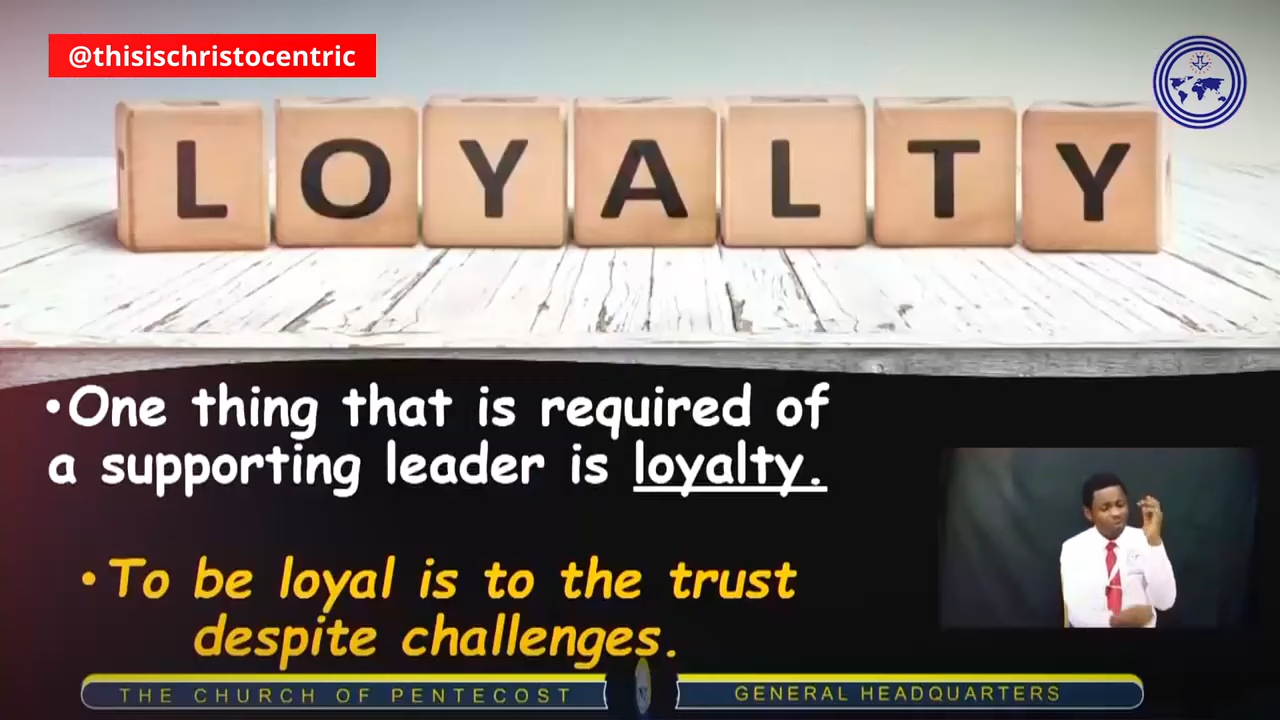 @thisischristocentric
LOYALTY
•One thing that is required of
a supporting leader is loyalty.
•To be loyal is to the trust
despite challenges.
THE CHURCH OF PENTECOST
GENERAL HEADQUARTERS